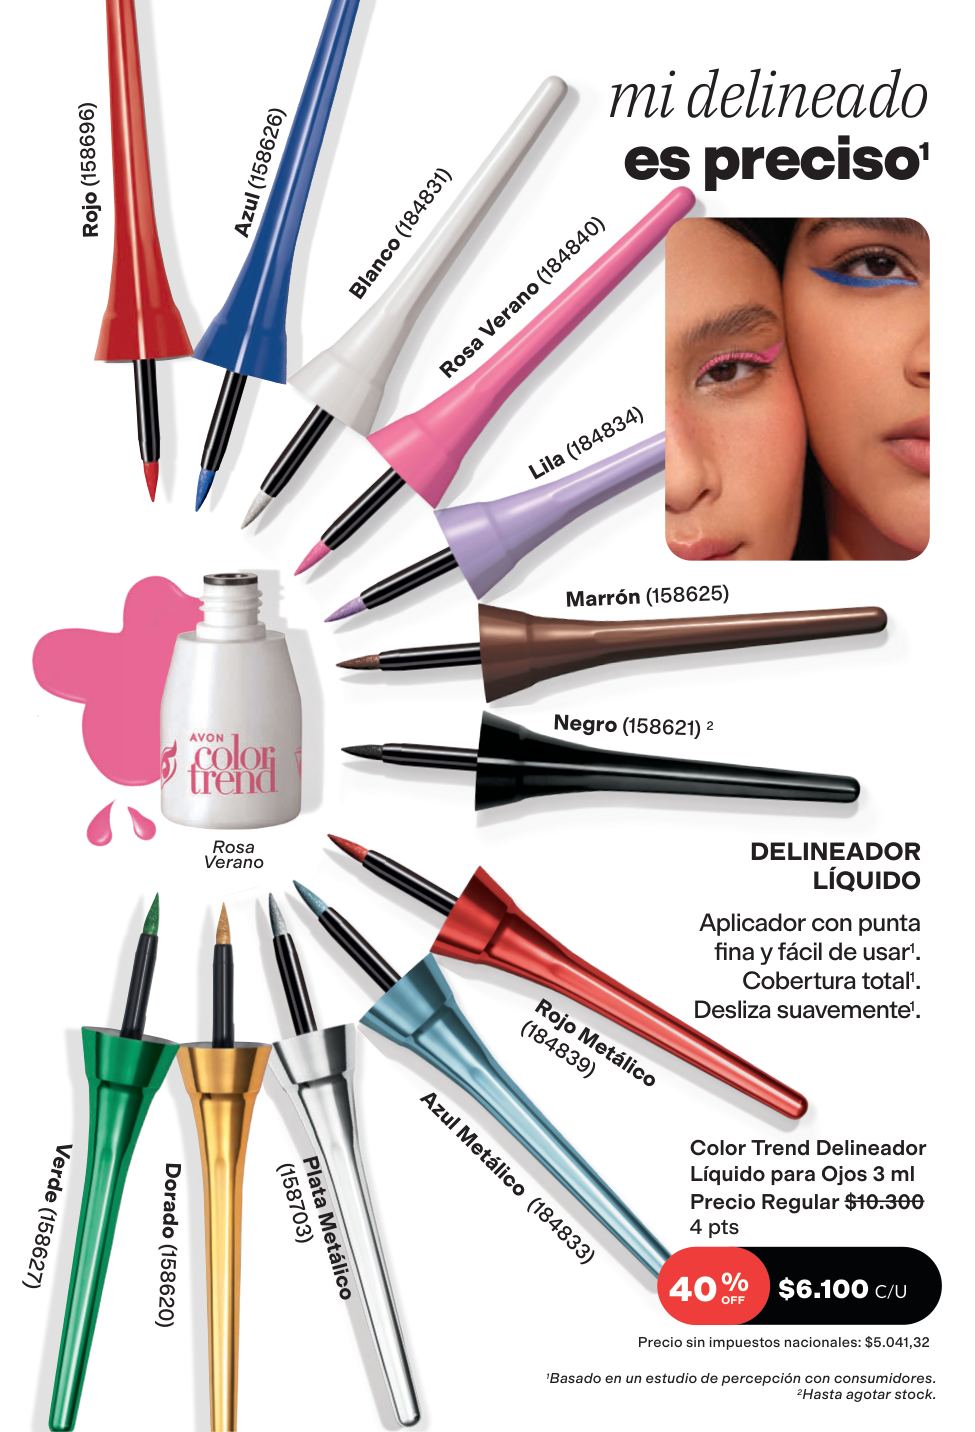 mi delineado
es preciso¹
Rojo (158696)
Azul (158626)
Blanco (184831)
Rosa Verano (184840)
Lila (184834)
Marrón (158625)
Negro (158621) ²
AVON
color
trend
Rosa
Verano
DELINEADOR
LÍQUIDO
Aplicador con punta
fina y fácil de usar¹.
Cobertura total¹.
Desliza suavemente¹.
Rojo Metálico
(184839)
Azul Metálico (184833)
Plata Metálico
(158703)
Dorado (158620)
Verde (158627)
Color Trend Delineador
Líquido para Ojos 3 ml
Precio Regular $10.300
4 pts
40% OFF $6.100 C/U
Precio sin impuestos nacionales: $5.041,32
¹Basado en un estudio de percepción con consumidores.
²Hasta agotar stock.